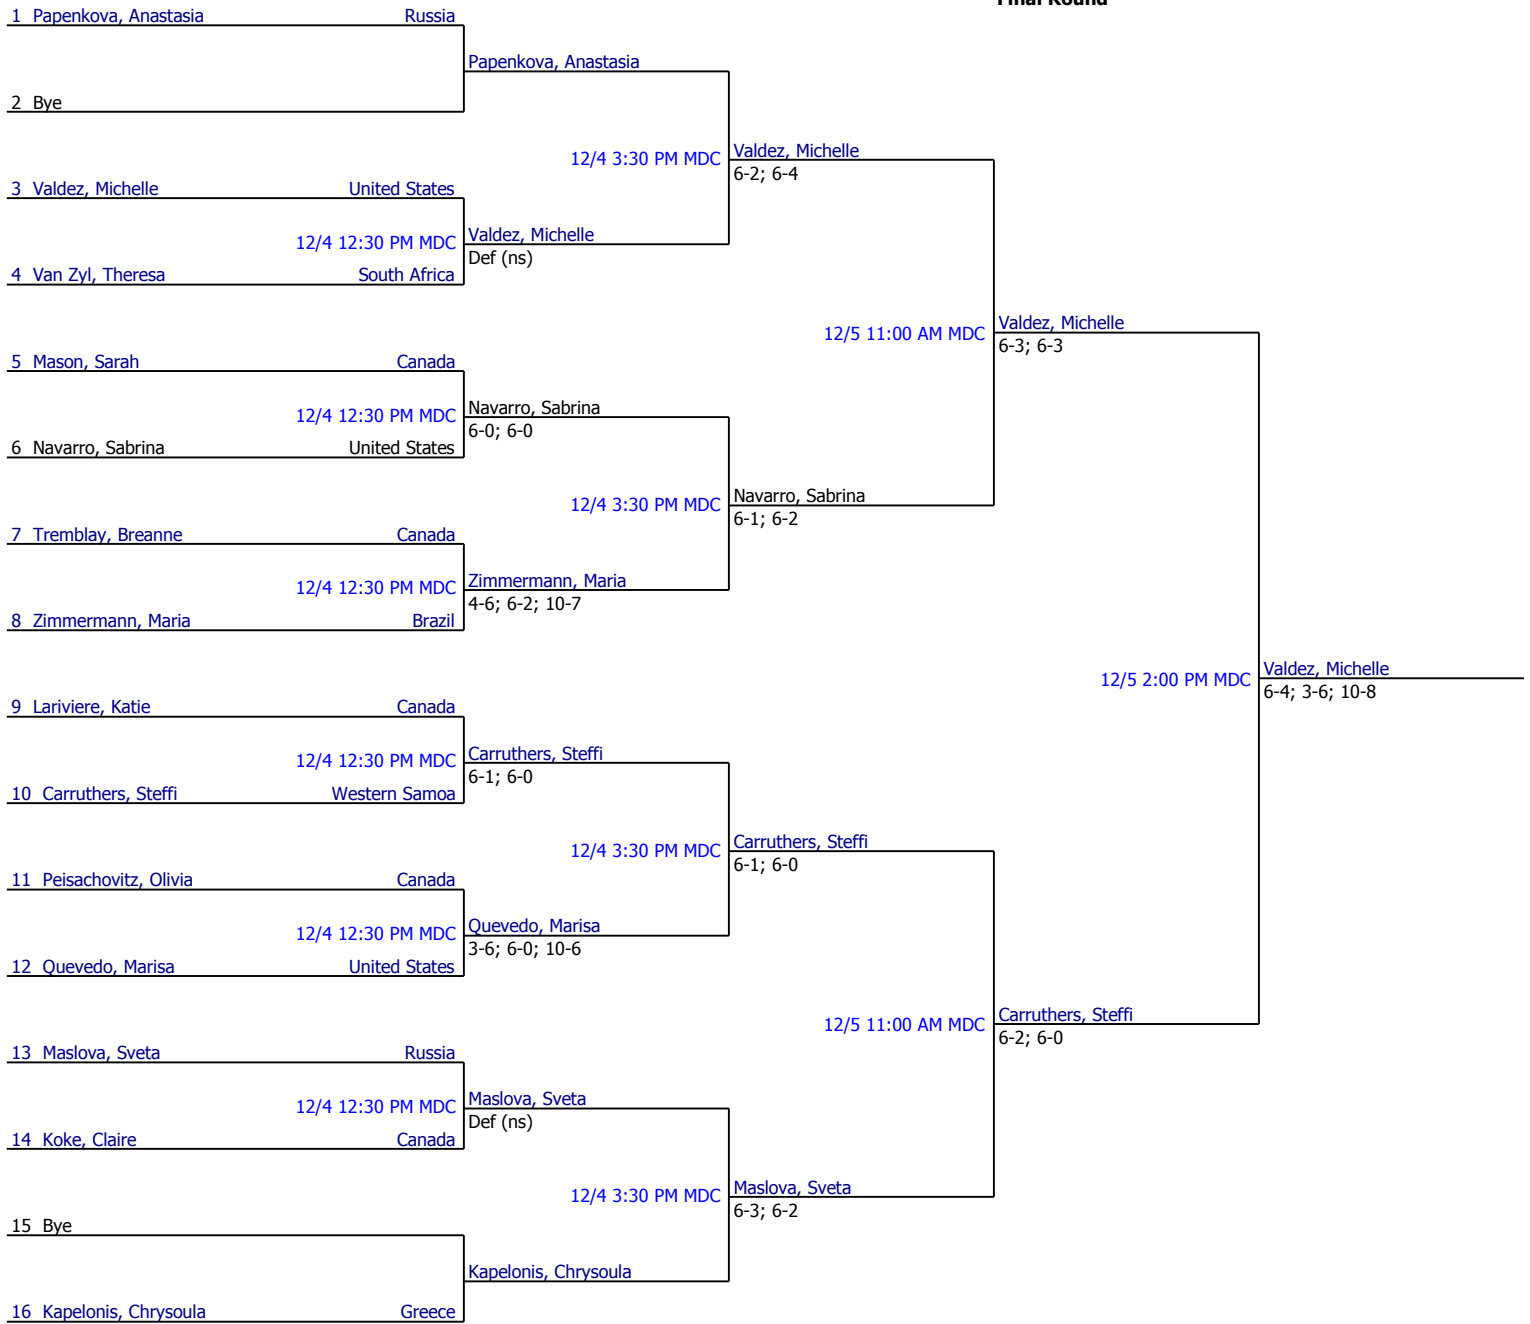 Final Round
1 Papenkova, Anastasia Russia
Papenkova, Anastasia
2 Bye
12/4 3:30 PM MDC Valdez, Michelle
6-2; 6-4
3 Valdez, Michelle United States
12/4 12:30 PM MDC Valdez, Michelle
Def (ns)
4 Van Zyl, Theresa South Africa
12/5 11:00 AM MDC Valdez, Michelle
6-3; 6-3
5 Mason, Sarah Canada
12/4 12:30 PM MDC Navarro, Sabrina
6-0; 6-0
6 Navarro, Sabrina United States
12/4 3:30 PM MDC Navarro, Sabrina
6-1; 6-2
7 Tremblay, Breanne Canada
12/4 12:30 PM MDC Zimmermann, Maria
4-6; 6-2; 10-7
8 Zimmermann, Maria Brazil
12/5 2:00 PM MDC Valdez, Michelle
6-4; 3-6; 10-8
9 Lariviere, Katie Canada
12/4 12:30 PM MDC Carruthers, Steffi
6-1; 6-0
10 Carruthers, Steffi Western Samoa
12/4 3:30 PM MDC Carruthers, Steffi
6-1; 6-0
11 Peisachovitz, Olivia Canada
12/4 12:30 PM MDC Quevedo, Marisa
3-6; 6-0; 10-6
12 Quevedo, Marisa United States
12/5 11:00 AM MDC Carruthers, Steffi
6-2; 6-0
13 Maslova, Sveta Russia
12/4 12:30 PM MDC Maslova, Sveta
Def (ns)
14 Koke, Claire Canada
12/4 3:30 PM MDC Maslova, Sveta
6-3; 6-2
15 Bye
Kapelonis, Chrysoula
16 Kapelonis, Chrysoula Greece